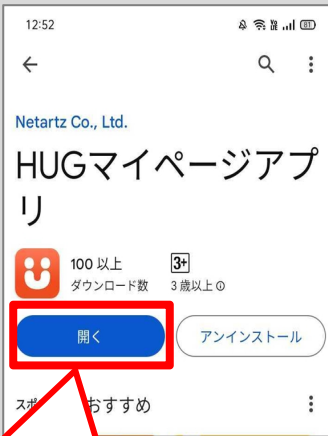 12:52
81
Netartz Co., Ltd.
HUGマイページアプ
リ
100 以上
3+
ダウンロード数
3 歳以上
開く
アンインストール
おすすめ